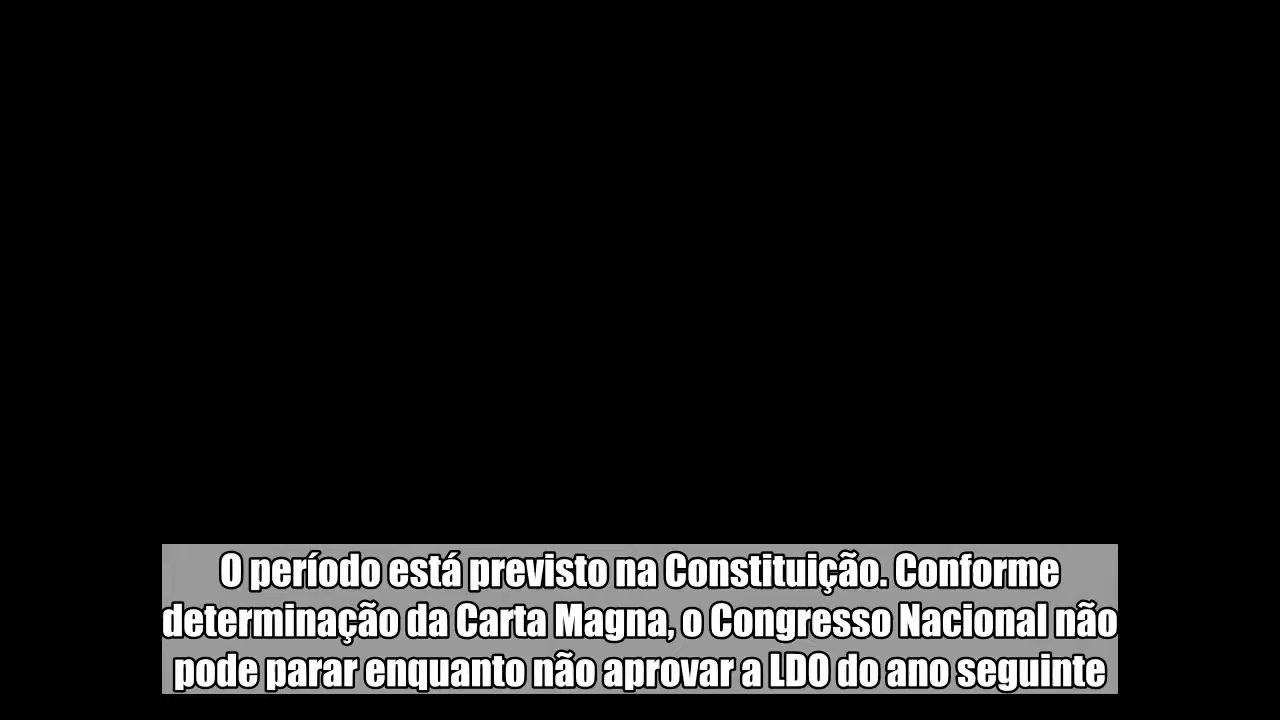 O período está previsto na Constituição. Conforme
determinação da Carta Magna, o Congresso Nacional não
pode parar enquanto não aprovar a LDO do ano seguinte